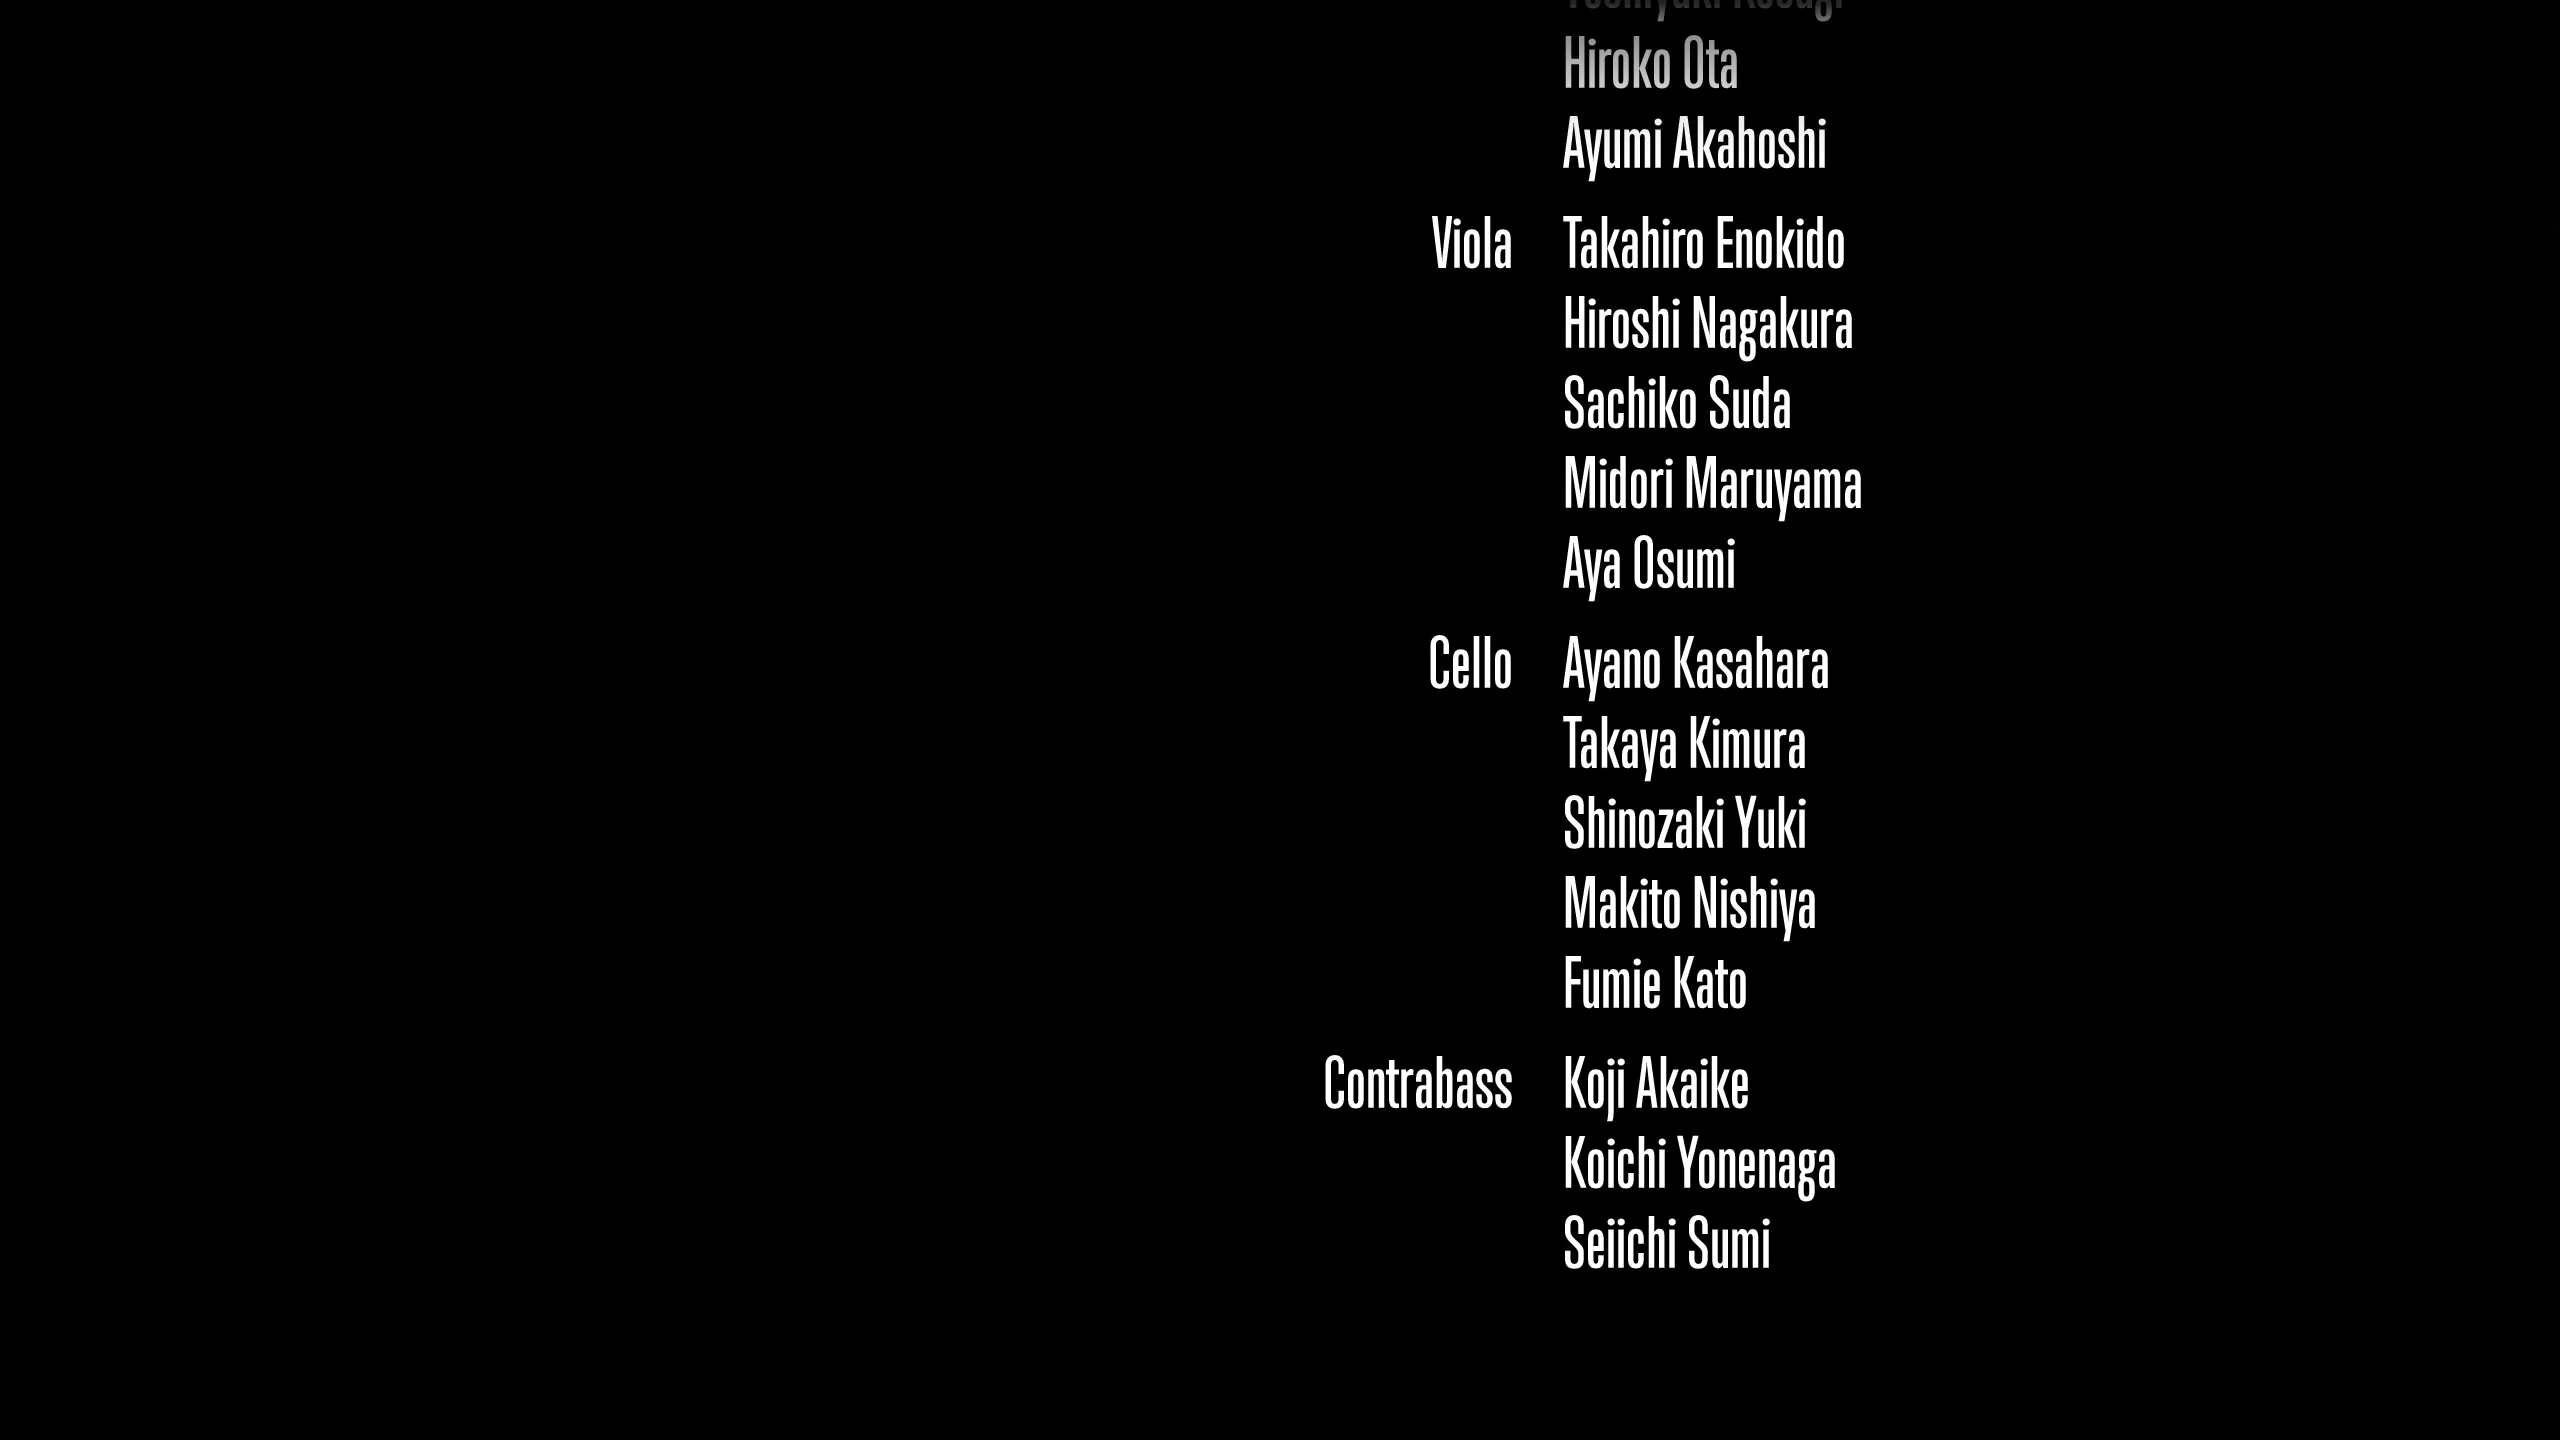 Hiroko Ota
Ayumi Akahoshi
Viola Takahiro Enokido
Hiroshi Nagakura
Sachiko Suda
Midori Maruyama
Aya Osumi
Cello Ayano Kasahara
Takaya Kimura
Shinozaki Yuki
Makito Nishiya
Fumie Kato
Contrabass Koji Akaike
Koichi Yonenaga
Seiichi Sumi